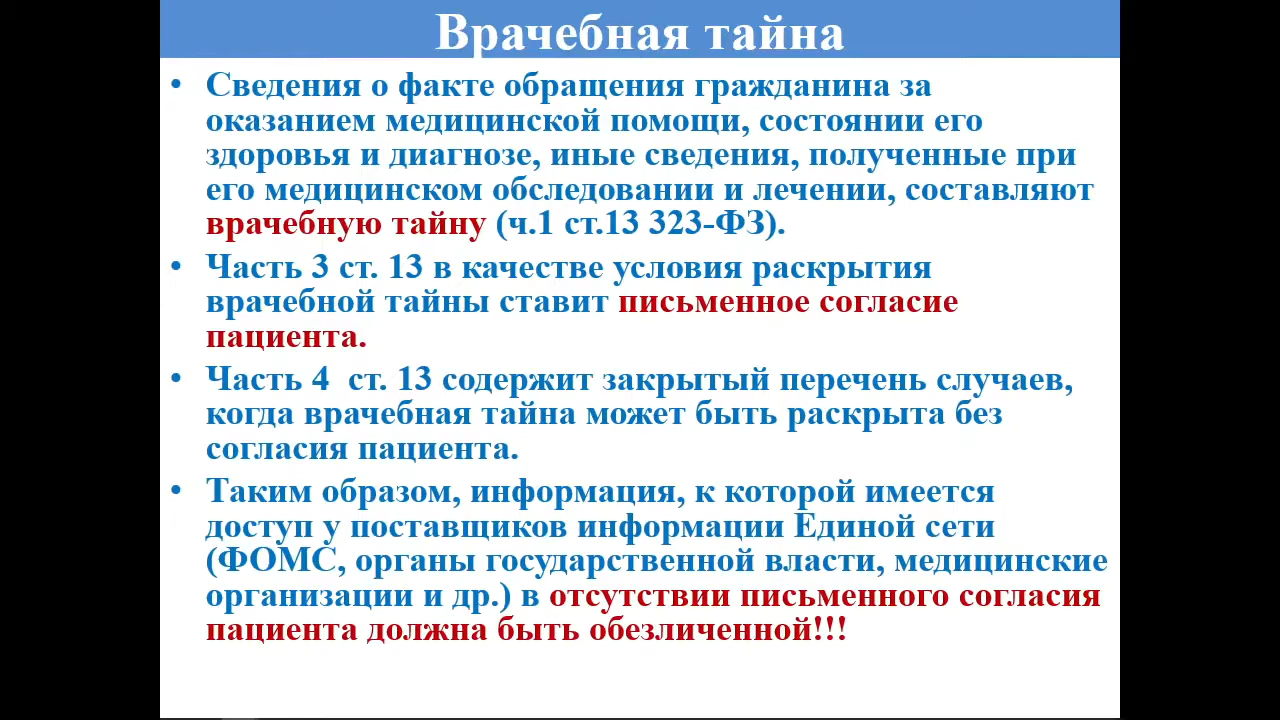 Врачебная тайна
• Сведения о факте обращения гражданина за
оказанием медицинской помощи, состоянии его
здоровья и диагнозе, иные сведения, полученные при
его медицинском обследовании и лечении, составляют
врачебную тайну (ч.1 ст.13 323-ФЗ).
• Часть 3 ст. 13 в качестве условия раскрытия
врачебной тайны ставит письменное согласие
пациента.
• Часть 4  ст. 13 содержит закрытый перечень случаев,
когда врачебная тайна может быть раскрыта без
согласия пациента.
• Таким образом, информация, к которой имеется
доступ у поставщиков информации Единой сети
(ФОМС, органы государственной власти, медицинские
организации и др.) в отсутствии письменного согласия
пациента должна быть обезличенной!!!